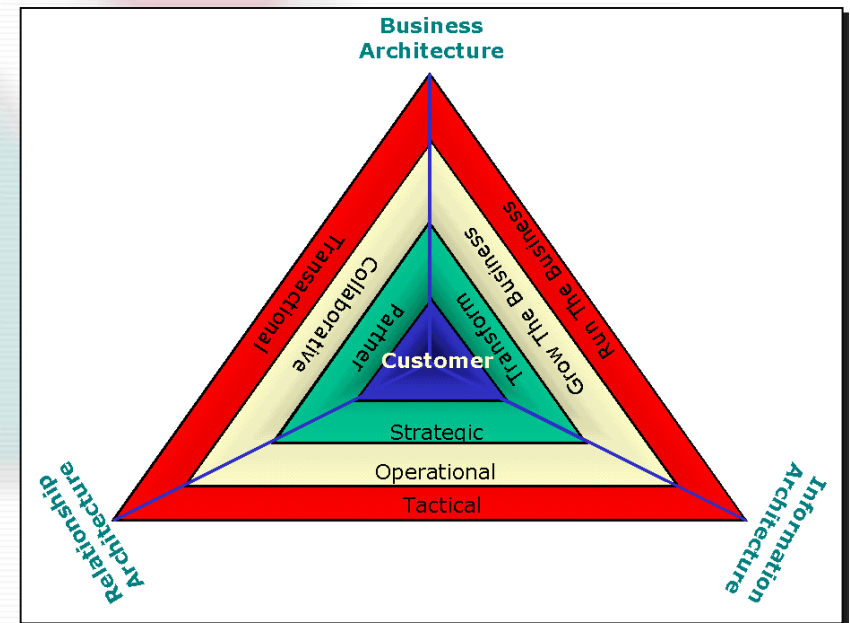 Business
Architecture
Transactional
Collaborative
Partner
Run The Business
Grow The Business
Transform
Customer
Strategic
Operational
Tactical
Relationship
Architecture
Information
Architecture